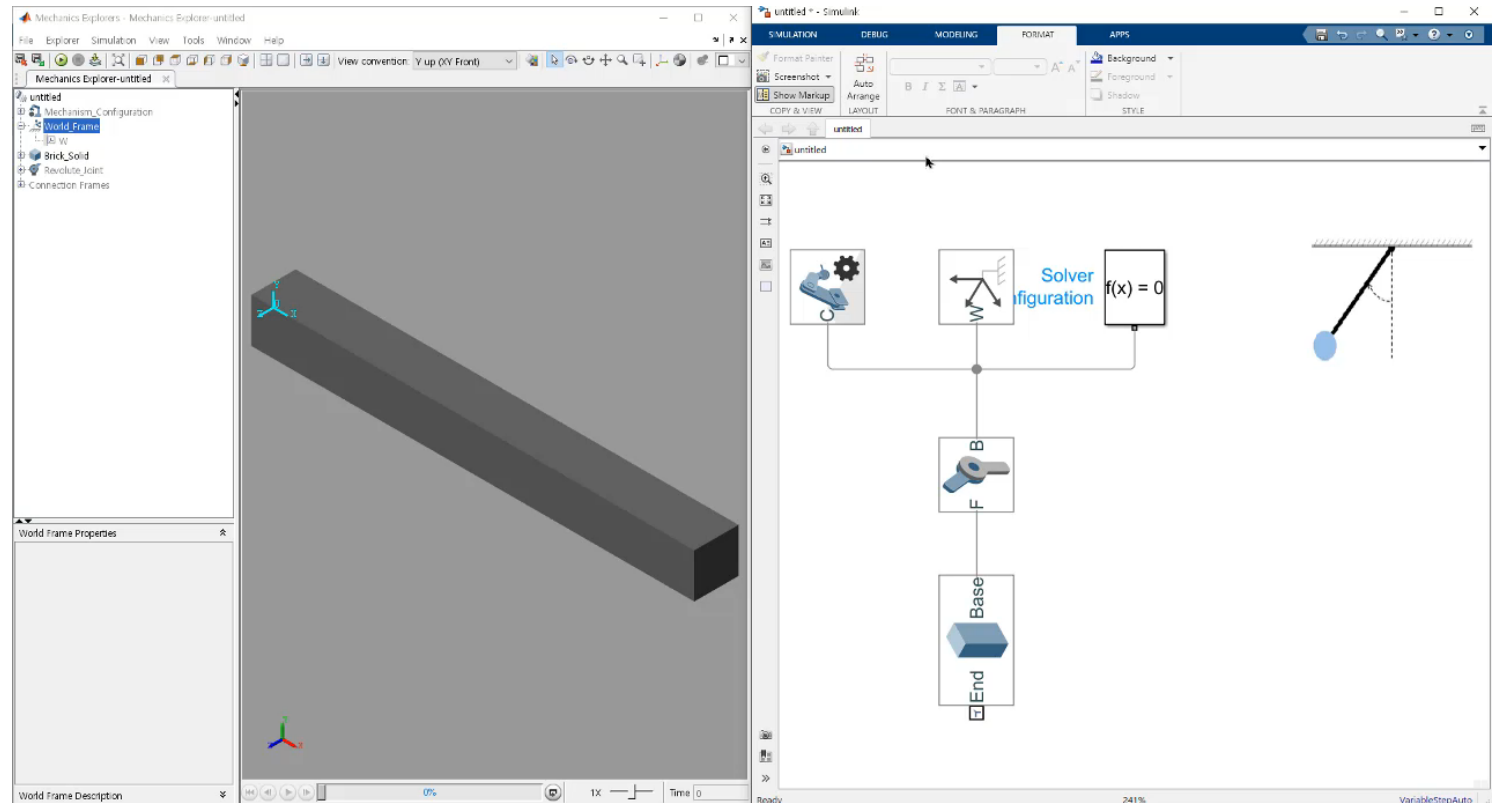 Mechanics Explorers - Mechanics Explorer-untitled
File Explorer Simulation View Tools Window Help
View convention: Y up (XY Front)
Mechanics Explorer-untitled
untitled
Mechanism_Configuration
World_Frame
W
Brick_Solid
Revolute_Joint
Connection Frames
World Frame Properties
World Frame Description
Y
Z
X
0%
1X
Time 0
untitled * - Simulink
SIMULATION DEBUG MODELING FORMAT APPS
Format Painter
Screenshot
Show Markup
COPY & VIEW
Auto
Arrange
LAYOUT
B I Σ A
A A
FONT & PARAGRAPH
Background
Foreground
Shadow
STYLE
untitled
untitled
C
W
Solver
nfiguration
f(x) = 0
B
F
Base
End
Ready
241%
VariableStepAuto